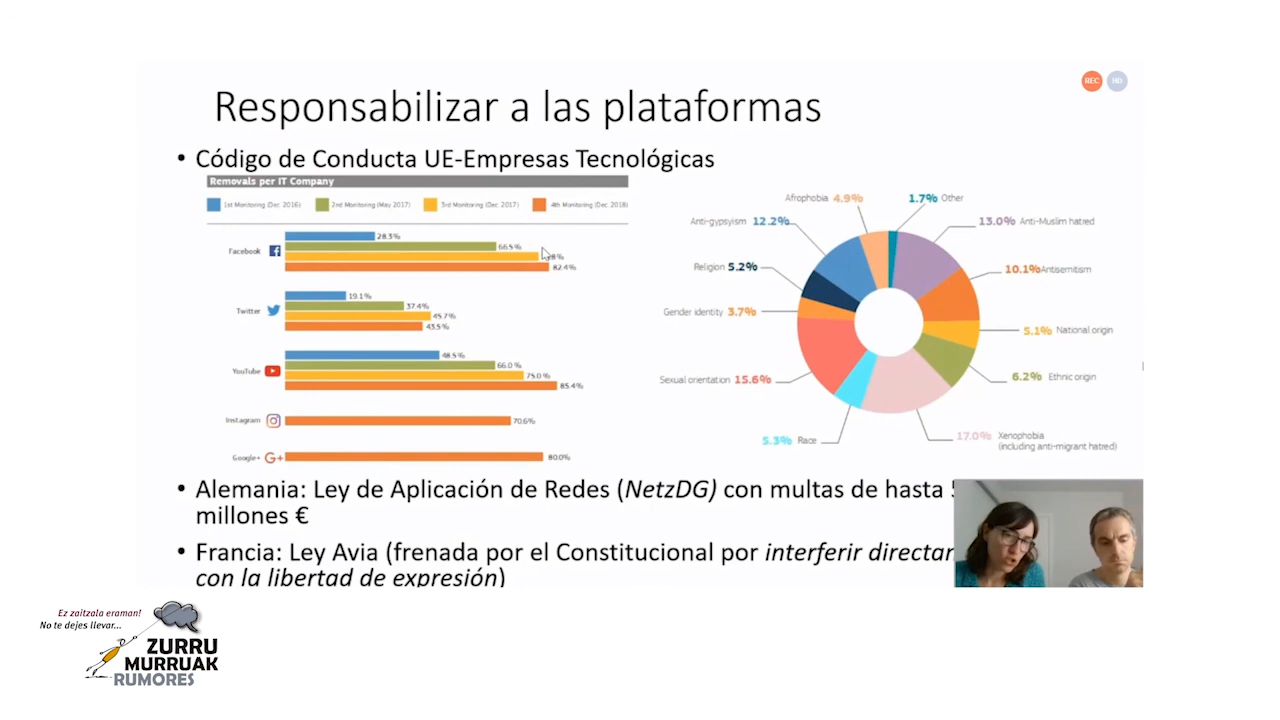 REC
HD
Responsabilizar a las plataformas
• Código de Conducta UE-Empresas Tecnológicas
Removals per IT Company
1st Monitoring (Dec. 2016)
2nd Monitoring (May 2017)
3rd Monitoring (Dec. 2017)
4th Monitoring (Dec. 2018)
Facebook
28.3%
66.5%
82.4%
Twitter
19.1%
37.4%
45.7%
43.5%
YouTube
48.5%
66.0%
75.0%
85.4%
Instagram
70.6%
Google+ G+
80.0%
Afrophobia 4.9%
1.7% Other
Anti-gypsyism 12.2%
13.0% Anti-Muslim hatred
Religion 5.2%
10.1% Antisemitism
Gender identity 3.7%
5.1% National origin
Sexual orientation 15.6%
6.2% Ethnic origin
5.3% Race
17.0% Xenophobia
(including anti-migrant hatred)
• Alemania: Ley de Aplicación de Redes (NetzDG) con multas de hasta
millones €
• Francia: Ley Avia (frenada por el Constitucional por interferir
con la libertad de expresión)
Ez zaitzala eraman!
No te dejes llevar...
ZURRU
MURRUAK
RUMORES